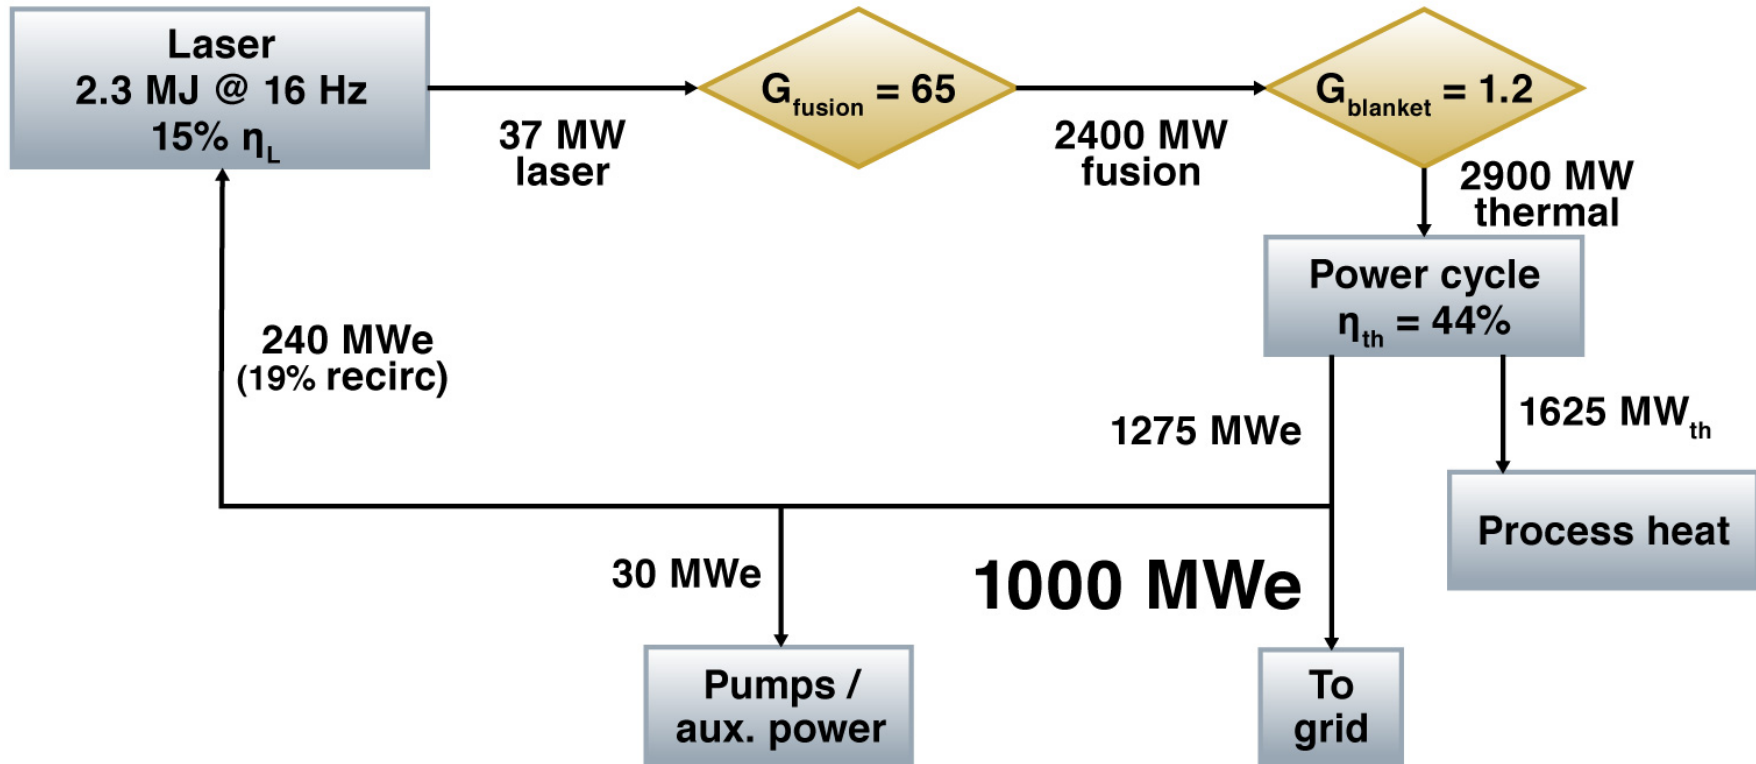 Laser
2.3 MJ @ 16 Hz
15% ηL
37 MW
laser
Gfusion = 65
2400 MW
fusion
Gblanket = 1.2
2900 MW
thermal
Power cycle
ηth = 44%
240 MWe
(19% recirc)
1275 MWe
1625 MWth
Process heat
30 MWe
1000 MWe
Pumps /
aux. power
To
grid